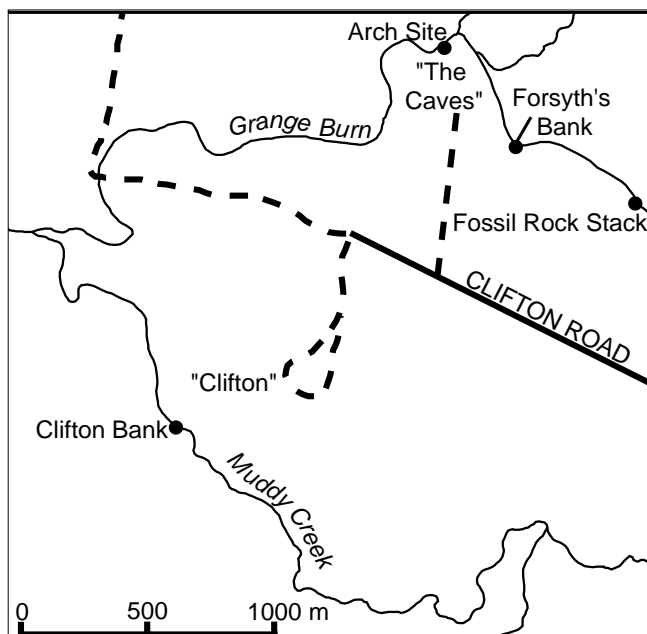 Arch Site
"The
Caves"
Forsyth's
Bank
Grange Burn
Fossil Rock Stack
CLIFTON ROAD
"Clifton"
Clifton Bank
Muddy Creek
0 500 1000 m